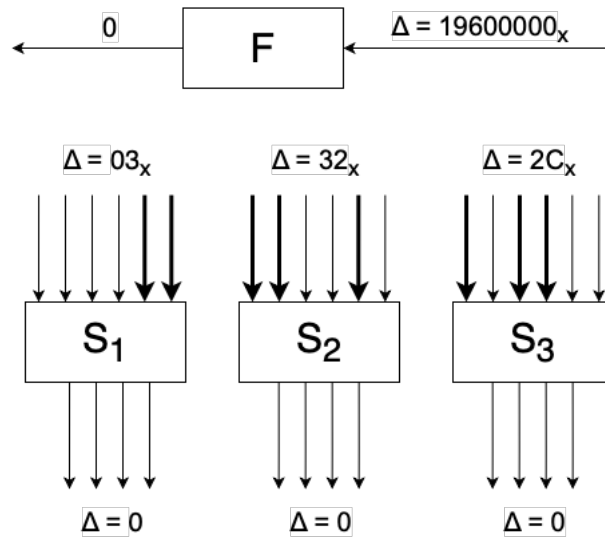 0
F
Δ = 19600000ₓ
Δ = 03ₓ
Δ = 32ₓ
Δ = 2Cₓ
S₁
S₂
S₃
Δ = 0
Δ = 0
Δ = 0